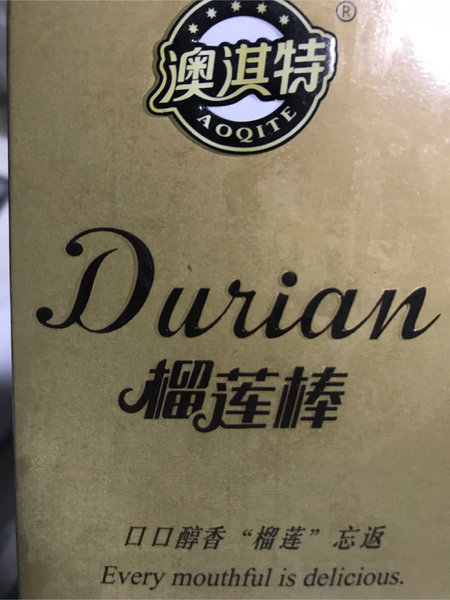 ®
澳淇特
AOQITE
Durian
榴莲棒
口口醇香“榴莲”忘返
Every mouthful is delicious.